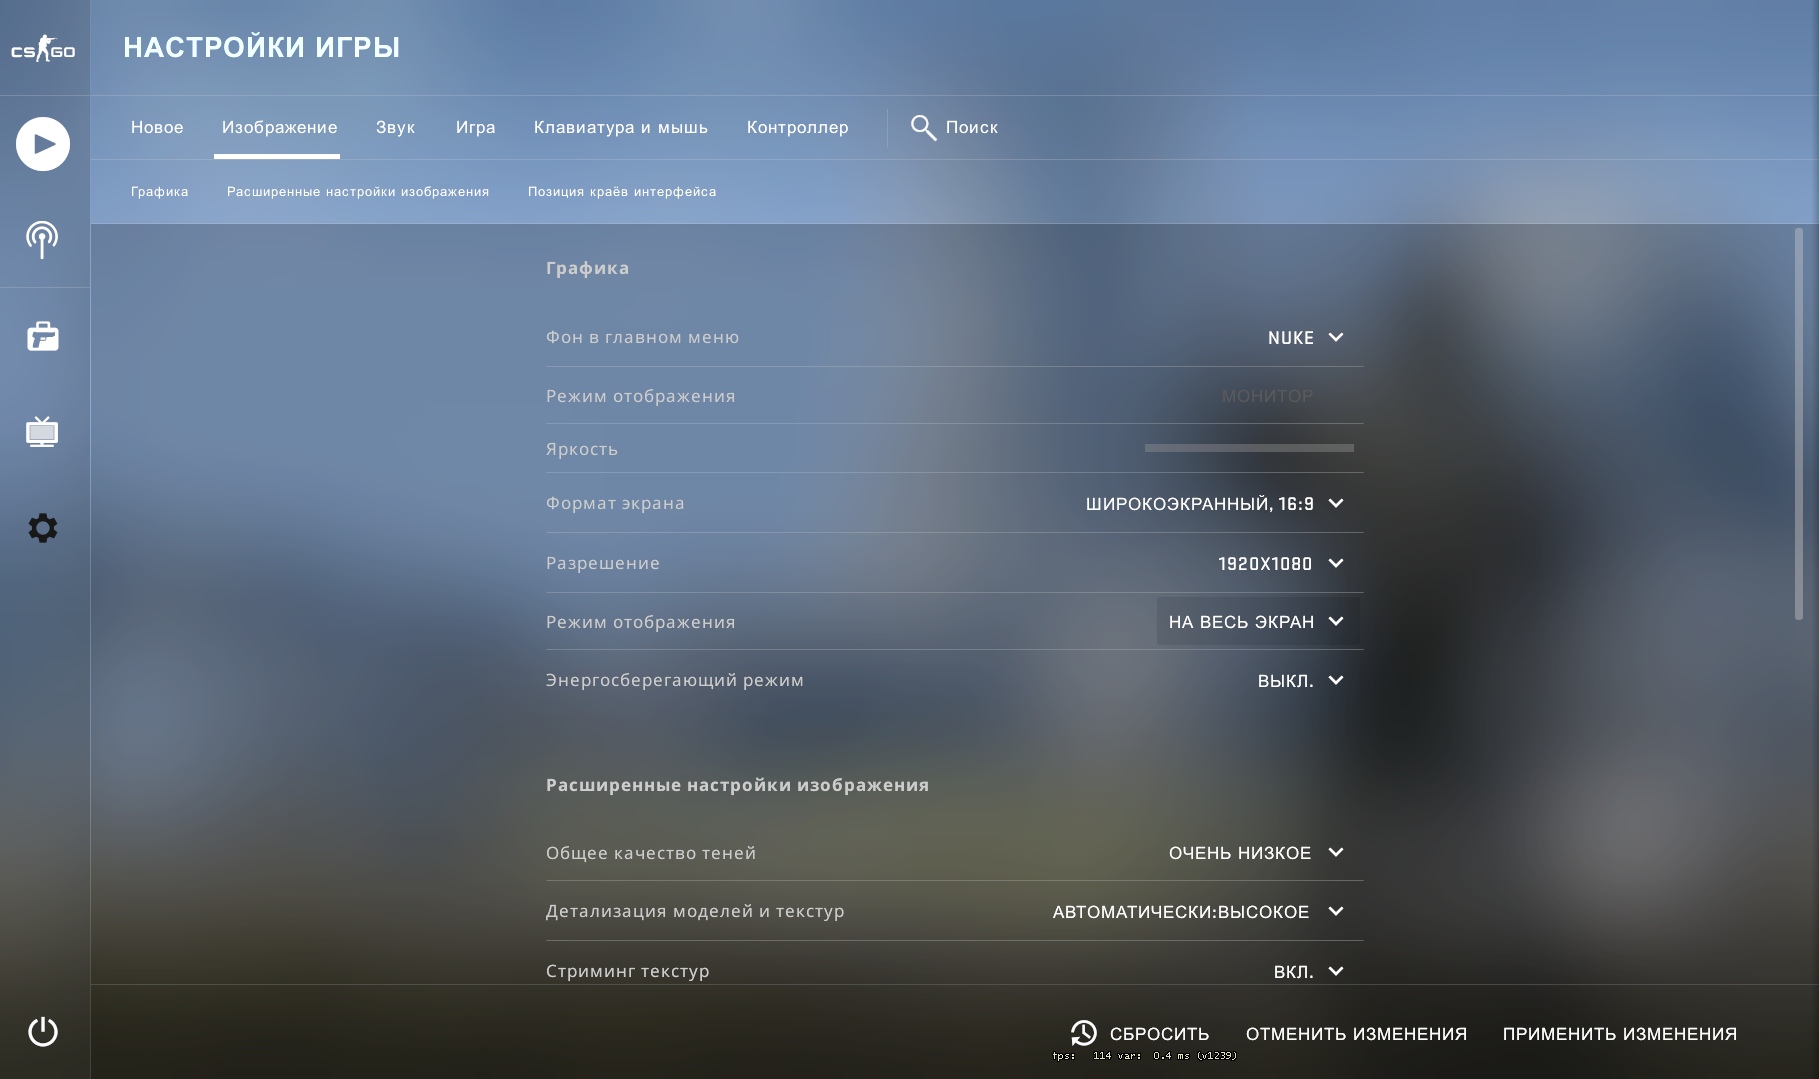 CS GO
НАСТРОЙКИ ИГРЫ
Новое Изображение Звук Игра Клавиатура и мышь Контроллер Поиск
Графика Расширенные настройки изображения Позиция краёв интерфейса
Графика
Фон в главном меню NUKE
Режим отображения МОНИТОР
Яркость
Формат экрана ШИРОКОЭКРАННЫЙ, 16:9
Разрешение 1920X1080
Режим отображения НА ВЕСЬ ЭКРАН
Энергосберегающий режим ВЫКЛ.
Расширенные настройки изображения
Общее качество теней ОЧЕНЬ НИЗКОЕ
Детализация моделей и текстур АВТОМАТИЧЕСКИ:ВЫСОКОЕ
Стриминг текстур ВКЛ.
СБРОСИТЬ ОТМЕНИТЬ ИЗМЕНЕНИЯ ПРИМЕНИТЬ ИЗМЕНЕНИЯ
fps: 114 var: 0.4 ms (v1239)